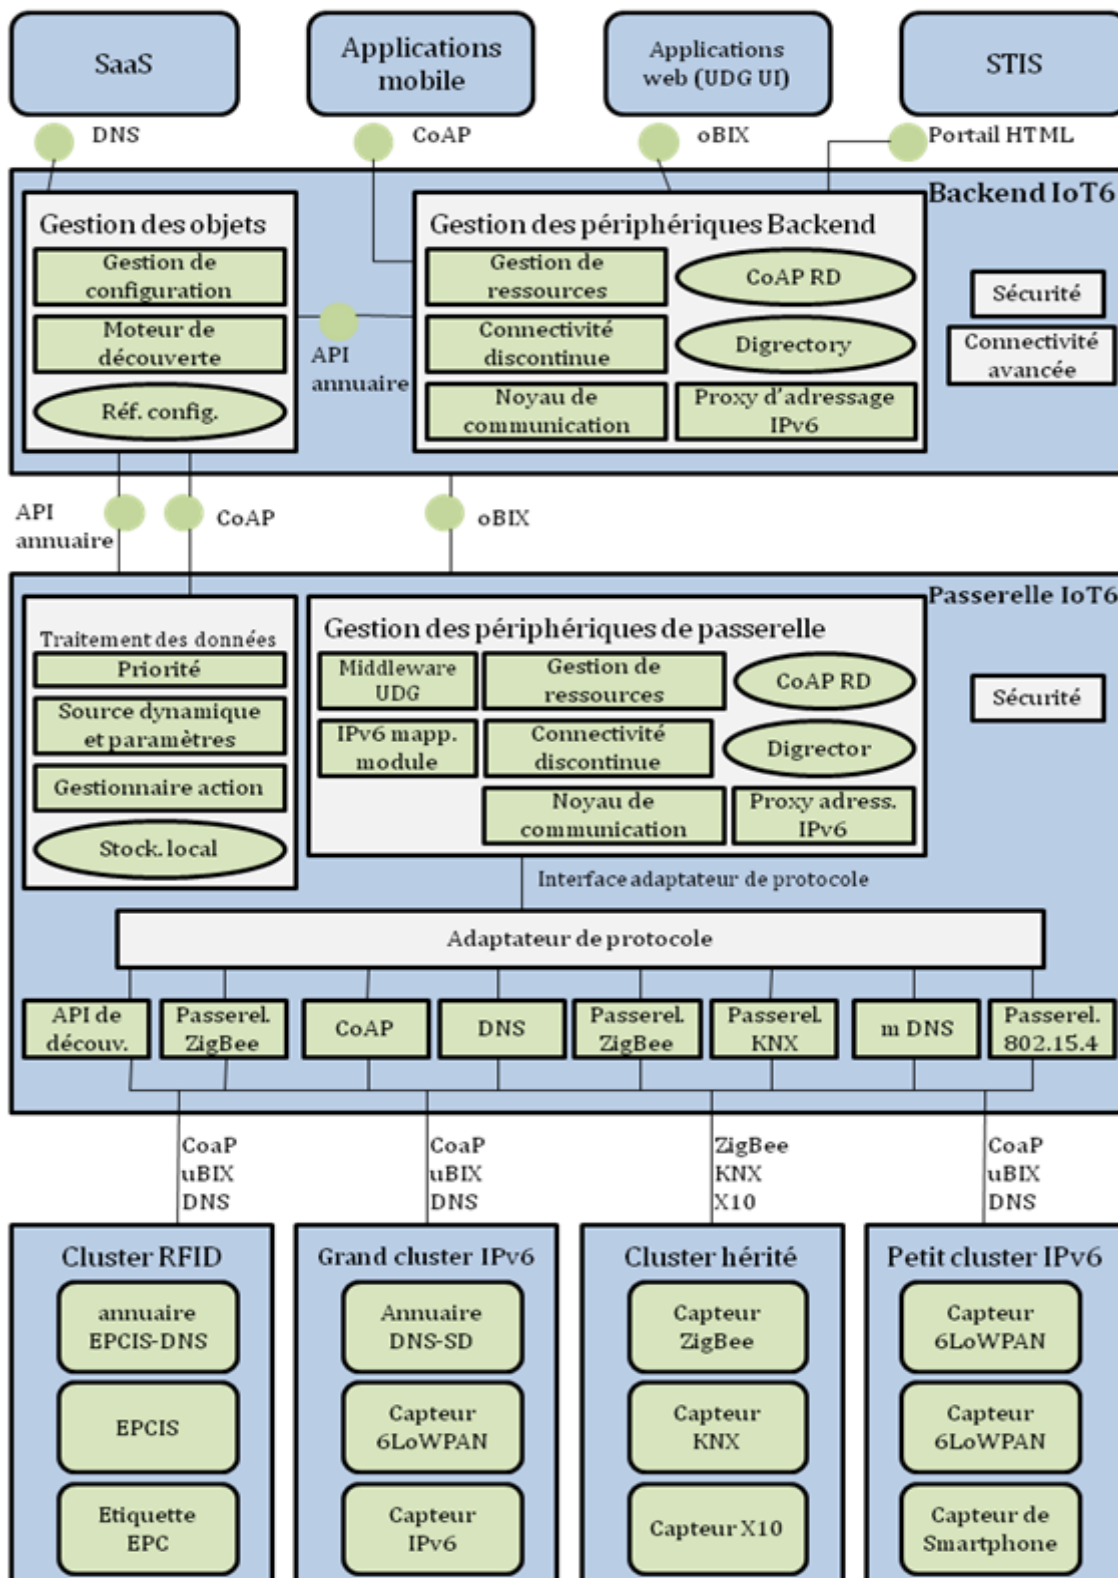 SaaS
Applications
mobile
Applications
web (UDG UI)
STIS
DNS
CoAP
oBIX
Portail HTML
Backend IoT6
Gestion des objets
Gestion de
configuration
Moteur de
découverte
Réf. config.
API
annuaire
Gestion des périphériques Backend
Gestion de
ressources
CoAP RD
Connectivité
discontinue
Digrectory
Noyau de
communication
Proxy d'adressage
IPv6
Sécurité
Connectivité
avancée
API
annuaire
CoAP
oBIX
Passerelle IoT6
Traitement des données
Priorité
Source dynamique
et paramètres
Gestionnaire action
Stock. local
Gestion des périphériques de passerelle
Middleware
UDG
Gestion de
ressources
CoAP RD
IPv6 mapp.
module
Connectivité
discontinue
Digrector
Noyau de
communication
Proxy adress.
IPv6
Sécurité
Interface adaptateur de protocole
Adaptateur de protocole
API de
découv.
Passerel.
ZigBee
CoAP
DNS
Passerel.
ZigBee
Passerel.
KNX
m DNS
Passerel.
802.15.4
CoaP
uBIX
DNS
CoaP
uBIX
DNS
ZigBee
KNX
X10
CoaP
uBIX
DNS
Cluster RFID
annuaire
EPCIS-DNS
EPCIS
Etiquette
EPC
Grand cluster IPv6
Annuaire
DNS-SD
Capteur
6LoWPAN
Capteur
IPv6
Cluster hérité
Capteur
ZigBee
Capteur
KNX
Capteur X10
Petit cluster IPv6
Capteur
6LoWPAN
Capteur
6LoWPAN
Capteur de
Smartphone